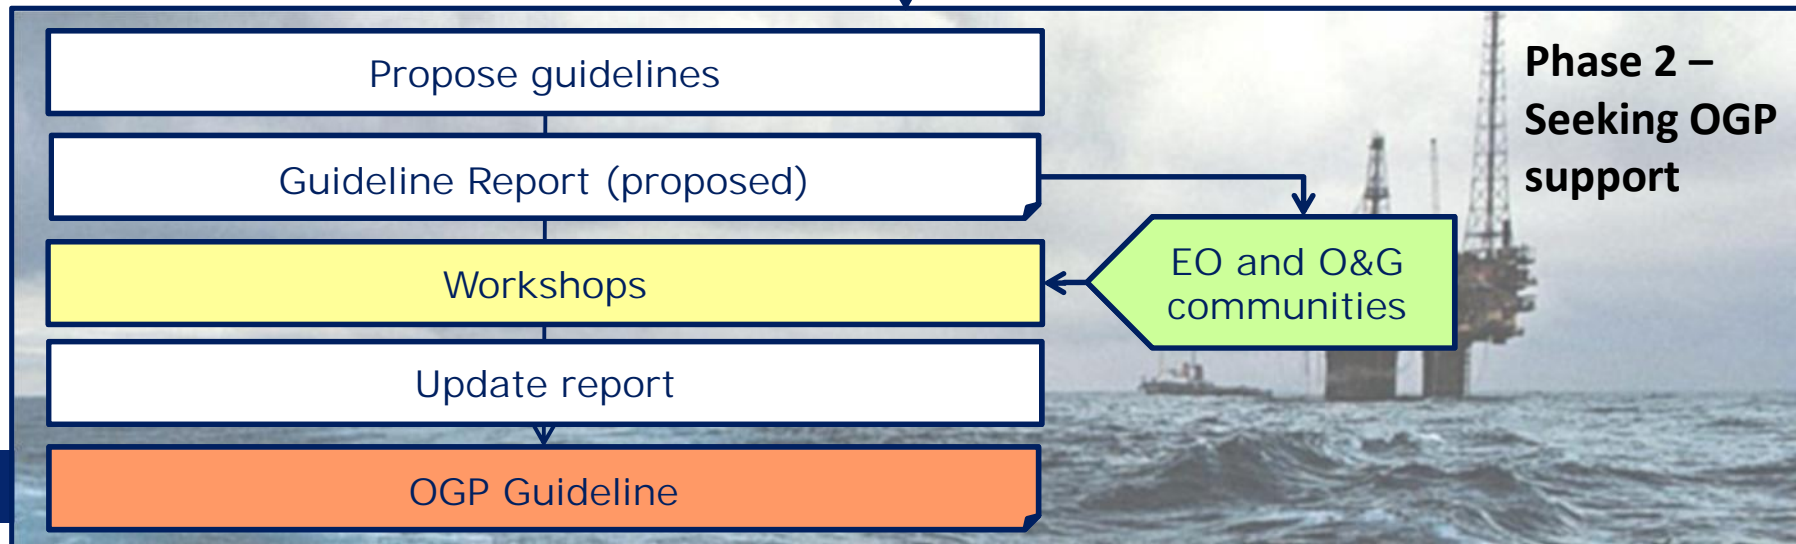 Propose guidelines
Guideline Report (proposed)
Workshops
Update report
OGP Guideline
EO and O&G
communities
Phase 2 –
Seeking OGP
support